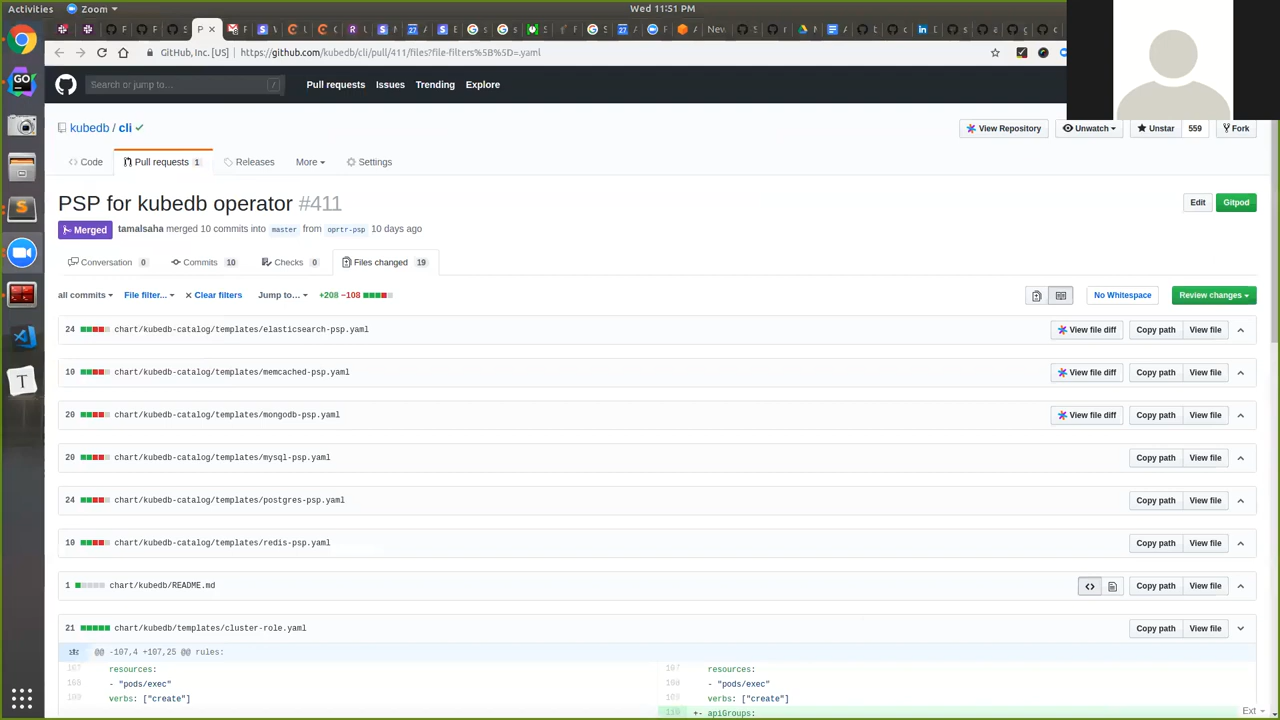 Activities Zoom Wed 11:51 PM
GitHub, Inc. [US] https://github.com/kubedb/cli/pull/411/files?file-filters%5B%5D=.yaml
Search or jump to… / Pull requests Issues Trending Explore
kubedb / cli View Repository Unwatch Unstar 559 Fork
Code Pull requests 1 Releases More Settings
PSP for kubedb operator #411 Edit Gitpod
Merged tamalsaha merged 10 commits into master from oprtr-psp 10 days ago
Conversation 0 Commits 10 Checks 0 Files changed 19
all commits File filter… Clear filters Jump to… +208 −108 No Whitespace Review changes
24 chart/kubedb-catalog/templates/elasticsearch-psp.yaml View file diff Copy path View file
10 chart/kubedb-catalog/templates/memcached-psp.yaml View file diff Copy path View file
20 chart/kubedb-catalog/templates/mongodb-psp.yaml View file diff Copy path View file
20 chart/kubedb-catalog/templates/mysql-psp.yaml Copy path View file
24 chart/kubedb-catalog/templates/postgres-psp.yaml Copy path View file
10 chart/kubedb-catalog/templates/redis-psp.yaml Copy path View file
1 chart/kubedb/README.md Copy path View file
21 chart/kubedb/templates/cluster-role.yaml Copy path View file
@@ -107,4 +107,25 @@ rules:
107 resources: 107 resources:
108 - "pods/exec" 108 - "pods/exec"
109 verbs: ["create"] 109 verbs: ["create"]
110 +- apiGroups:
Ext